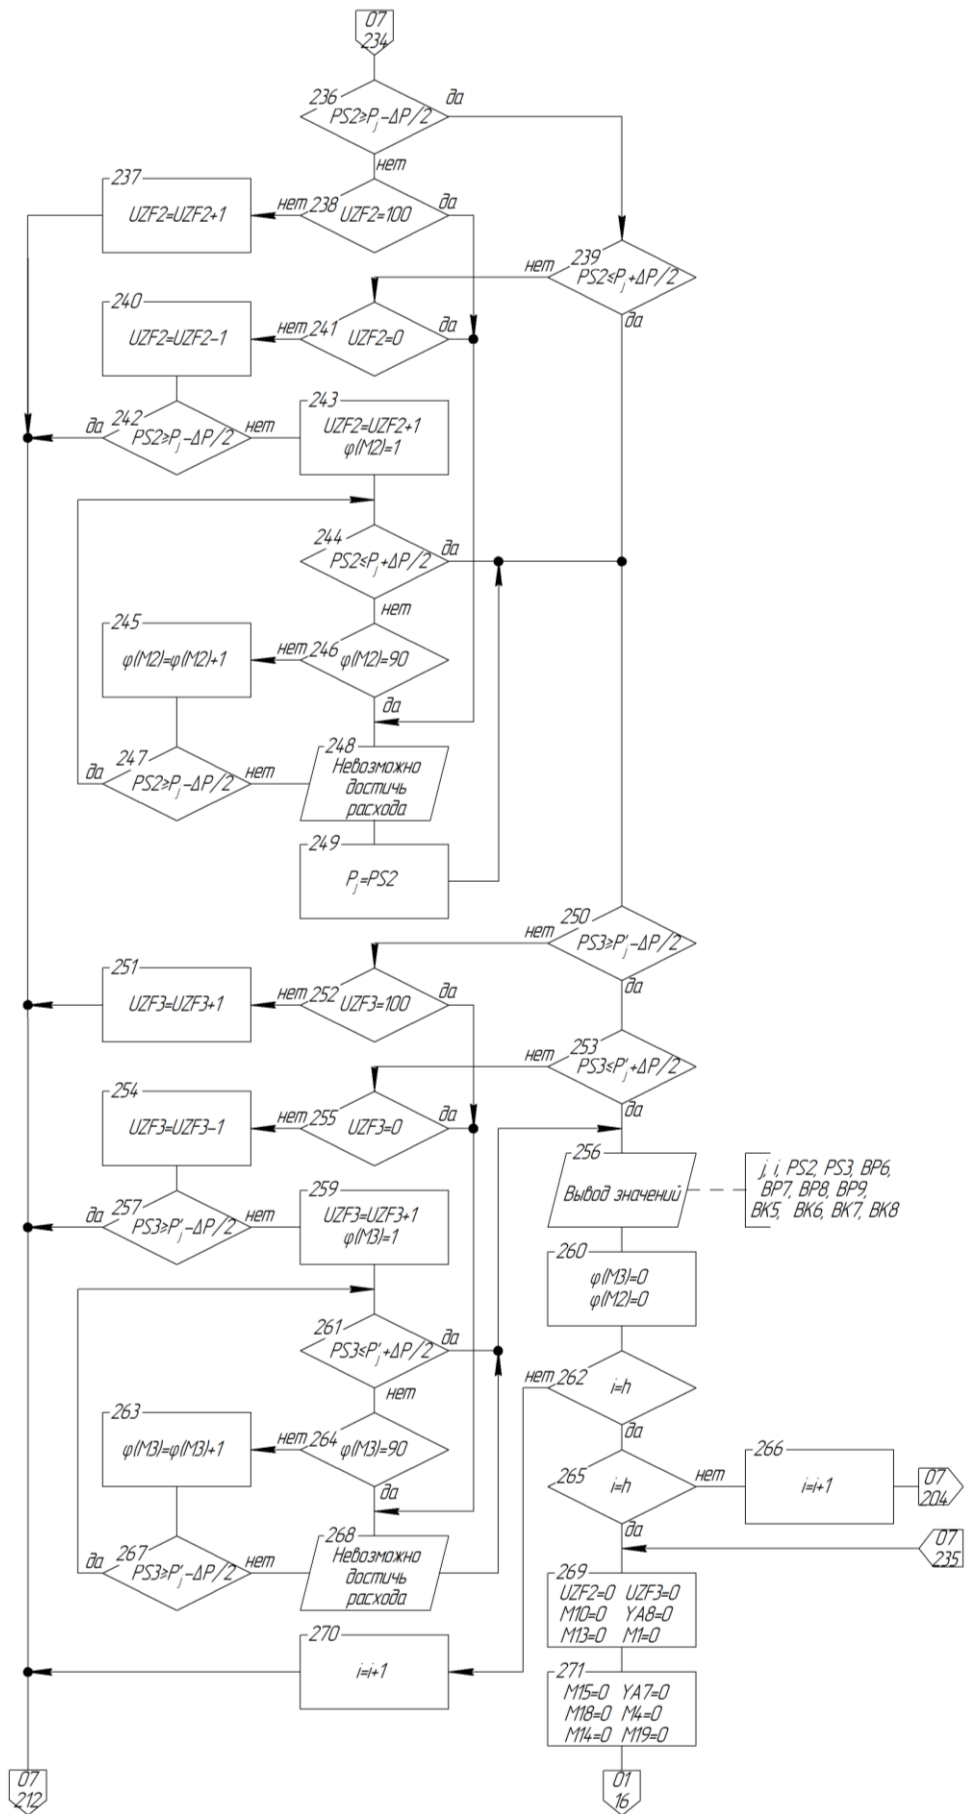 07
234
236
PS2≥Pj-ΔP/2
да
нет
237
UZF2=UZF2+1
нет
238
UZF2=100
да
239
PS2≤Pj+ΔP/2
нет
да
240
UZF2=UZF2-1
нет
241
UZF2=0
да
242
да
PS2≥Pj-ΔP/2
нет
243
UZF2=UZF2+1
φ(M2)=1
244
PS2≤Pj+ΔP/2
да
нет
245
φ(M2)=φ(M2)+1
нет
246
φ(M2)=90
да
247
да
PS2≥Pj-ΔP/2
нет
248
Невозможно
достичь
расхода
249
Pj=PS2
250
нет
PS3≥P'j-ΔP/2
да
251
UZF3=UZF3+1
нет
252
UZF3=100
да
253
нет
PS3≤P'j+ΔP/2
да
254
UZF3=UZF3-1
нет
255
UZF3=0
да
256
Вывод значений
j, i, PS2, PS3, BP6,
BP7, BP8, BP9,
BK5, BK6, BK7, BK8
257
да
PS3≥P'j-ΔP/2
нет
259
UZF3=UZF3+1
φ(M3)=1
260
φ(M3)=0
φ(M2)=0
261
PS3≤P'j+ΔP/2
да
нет
нет
262
i=h
да
263
φ(M3)=φ(M3)+1
нет
264
φ(M3)=90
да
265
i=h
нет
да
266
i=i+1
07
204
07
235
267
да
PS3≥P'j-ΔP/2
нет
268
Невозможно
достичь
расхода
269
UZF2=0 UZF3=0
M10=0 YA8=0
M13=0 M1=0
270
i=i+1
271
M15=0 YA7=0
M18=0 M4=0
M14=0 M19=0
07
212
01
16